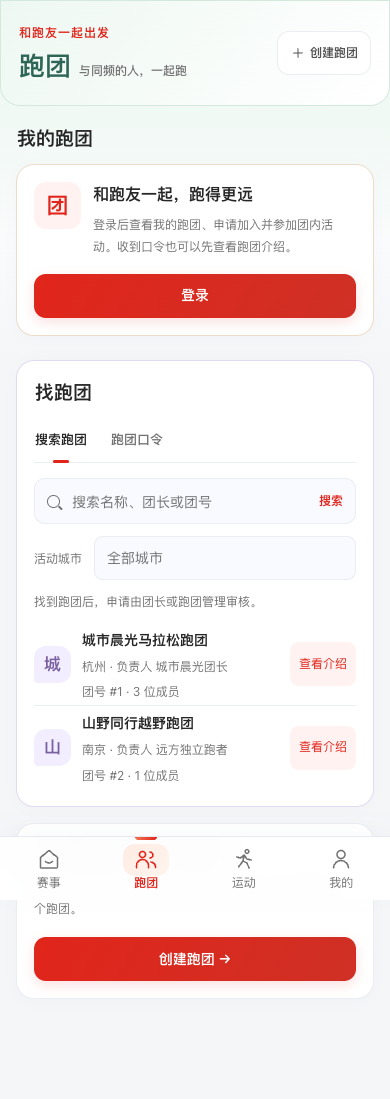 和跑友一起出发
跑团 与同频的人，一起跑
＋ 创建跑团
我的跑团
团
和跑友一起，跑得更远
登录后查看我的跑团、申请加入并参加团内活
动。收到口令也可以先查看跑团介绍。
登录
找跑团
搜索跑团 跑团口令
搜索名称、团长或团号 搜索
活动城市 全部城市
找到跑团后，申请由团长或跑团管理审核。
城
城市晨光马拉松跑团
杭州 · 负责人 城市晨光团长
团号 #1 · 3 位成员
查看介绍
山
山野同行越野跑团
南京 · 负责人 远方独立跑者
团号 #2 · 1 位成员
查看介绍
赛事 跑团 运动 我的
个跑团。
创建跑团 →